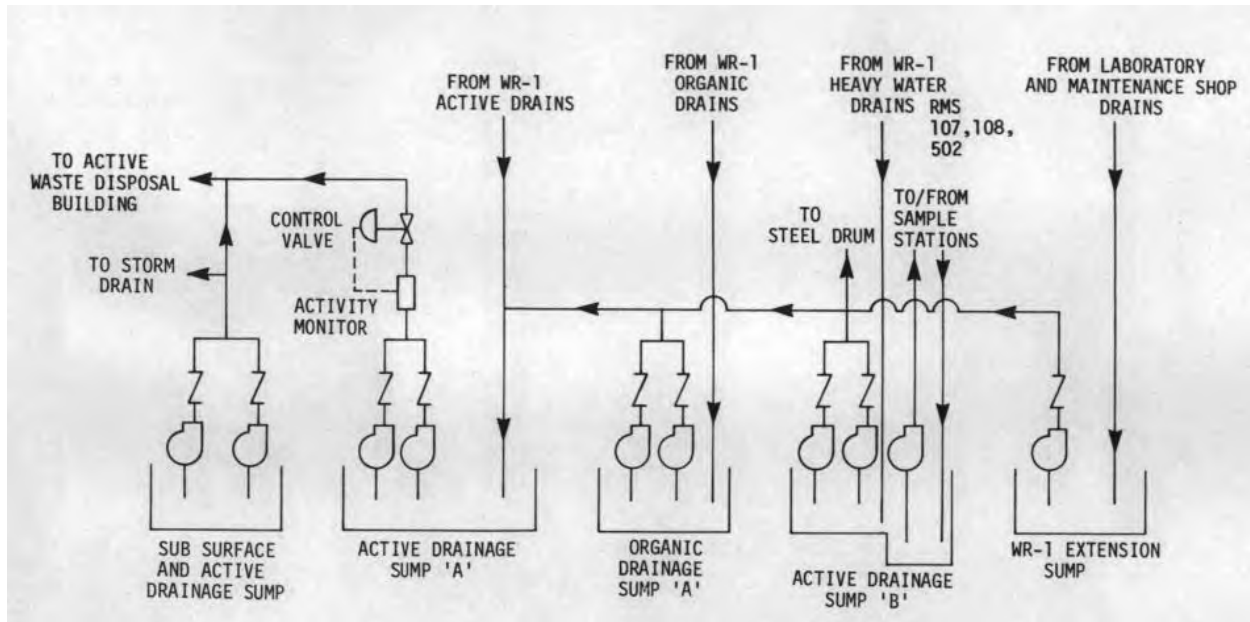 FROM WR-1
ACTIVE DRAINS
FROM WR-1
ORGANIC
DRAINS
FROM WR-1
HEAVY WATER
DRAINS RMS
107,108,
502
FROM LABORATORY
AND MAINTENANCE SHOP
DRAINS
TO ACTIVE
WASTE DISPOSAL
BUILDING
CONTROL
VALVE
TO
STEEL DRUM
TO/FROM
SAMPLE
STATIONS
TO STORM
DRAIN
ACTIVITY
MONITOR
SUB SURFACE
AND ACTIVE
DRAINAGE SUMP
ACTIVE DRAINAGE
SUMP 'A'
ORGANIC
DRAINAGE
SUMP 'A'
ACTIVE DRAINAGE
SUMP 'B'
WR-1 EXTENSION
SUMP